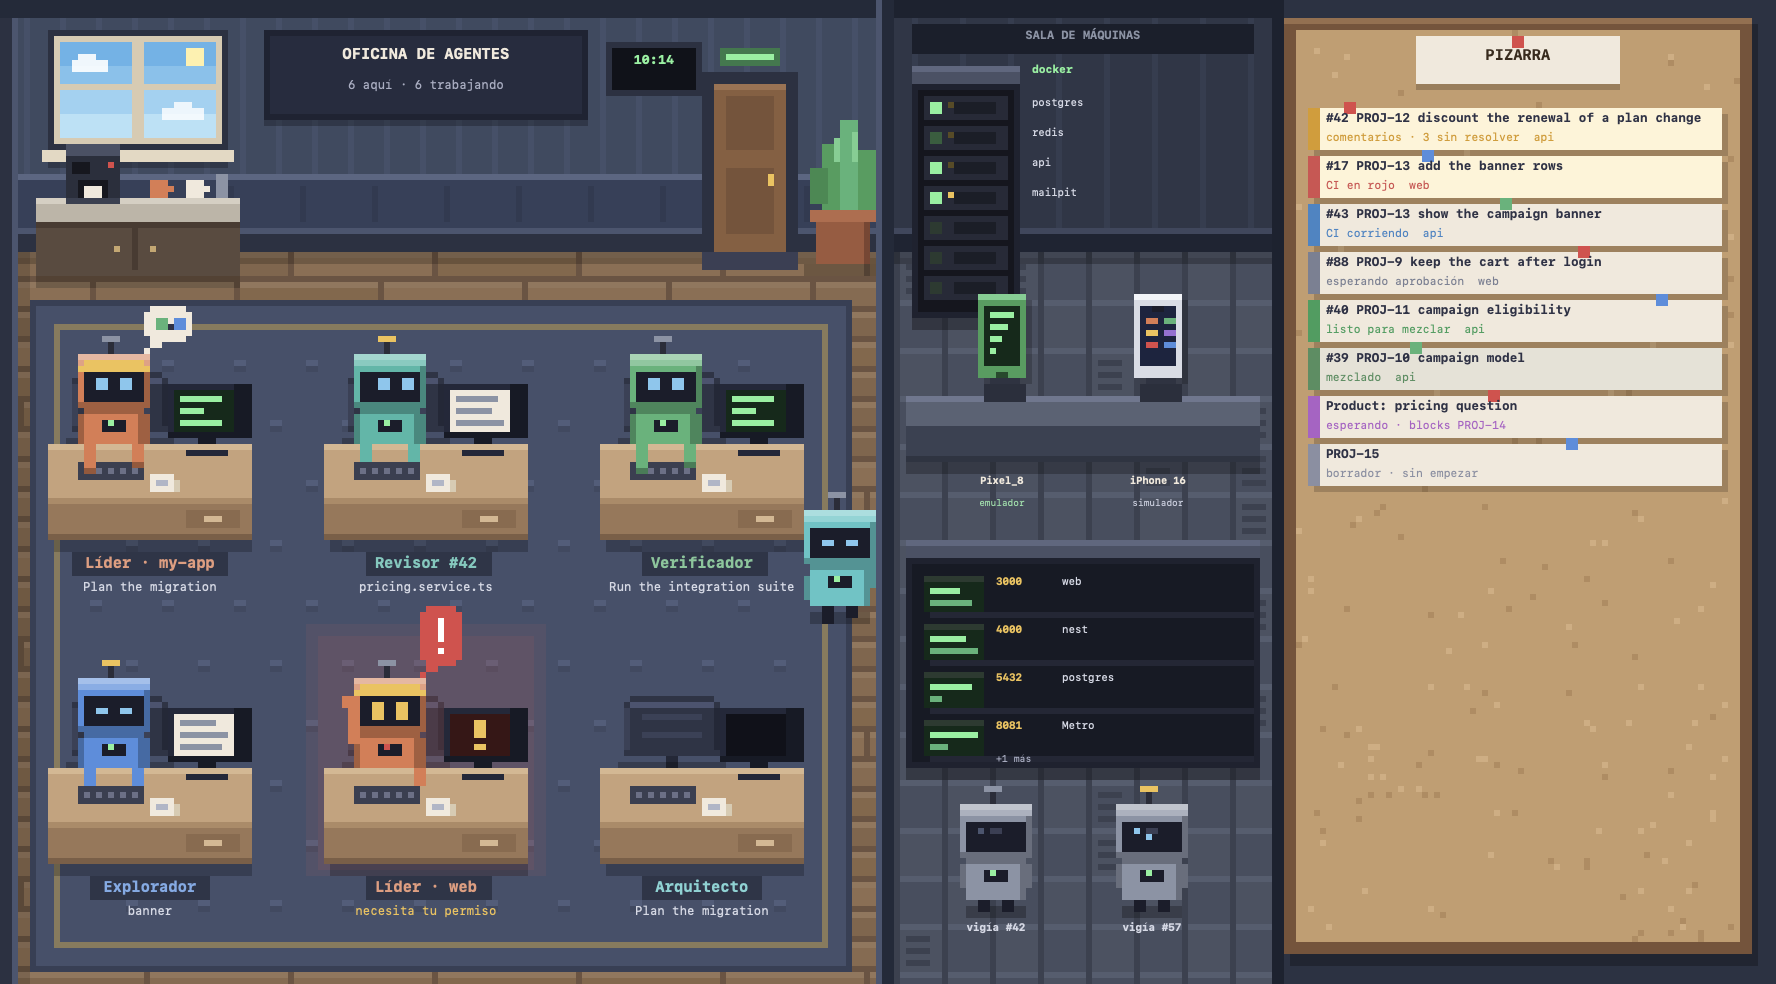 OFICINA DE AGENTES
6 aquí · 6 trabajando
10:14
Líder · my-app
Plan the migration
Revisor #42
pricing.service.ts
Verificador
Run the integration suite
Explorador
banner
Líder · web
necesita tu permiso
Arquitecto
Plan the migration
SALA DE MÁQUINAS
docker
postgres
redis
api
mailpit
Pixel_8
emulador
iPhone 16
simulador
3000 web
4000 nest
5432 postgres
8081 Metro
+1 más
vigía #42
vigía #57
PIZARRA
#42 PROJ-12 discount the renewal of a plan change
comentarios · 3 sin resolver api
#17 PROJ-13 add the banner rows
CI en rojo web
#43 PROJ-13 show the campaign banner
CI corriendo api
#88 PROJ-9 keep the cart after login
esperando aprobación web
#40 PROJ-11 campaign eligibility
listo para mezclar api
#39 PROJ-10 campaign model
mezclado api
Product: pricing question
esperando · blocks PROJ-14
PROJ-15
borrador · sin empezar